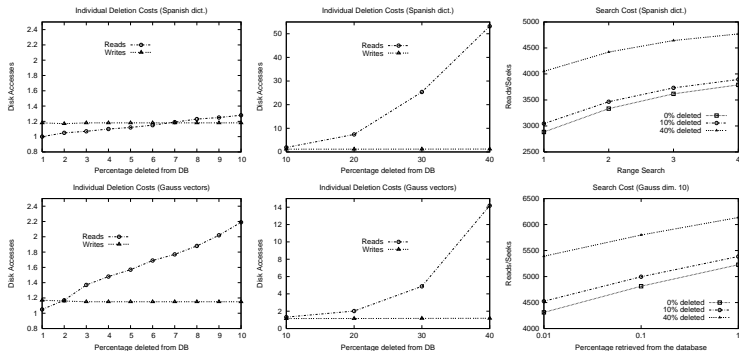 Individual Deletion Costs (Spanish dict.)
2.4
2.2
2
1.8
1.6
1.4
1.2
1
0.8
Disk Accesses
Reads
Writes
1 2 3 4 5 6 7 8 9 10
Percentage deleted from DB
Individual Deletion Costs (Spanish dict.)
50
40
30
20
10
0
Disk Accesses
Reads
Writes
10 20 30 40
Percentage deleted from DB
Search Cost (Spanish dict.)
5000
4500
4000
3500
3000
2500
Reads/Seeks
0% deleted
10% deleted
40% deleted
1 2 3 4
Range Search
Individual Deletion Costs (Gauss vectors)
2.4
2.2
2
1.8
1.6
1.4
1.2
1
0.8
Disk Accesses
Reads
Writes
1 2 3 4 5 6 7 8 9 10
Percentage deleted from DB
Individual Deletion Costs (Gauss vectors)
14
12
10
8
6
4
2
0
Disk Accesses
Reads
Writes
10 20 30 40
Percentage deleted from DB
Search Cost (Gauss dim. 10)
6500
6000
5500
5000
4500
4000
Reads/Seeks
0% deleted
10% deleted
40% deleted
0.01 0.1 1
Percentage retrieved from the database